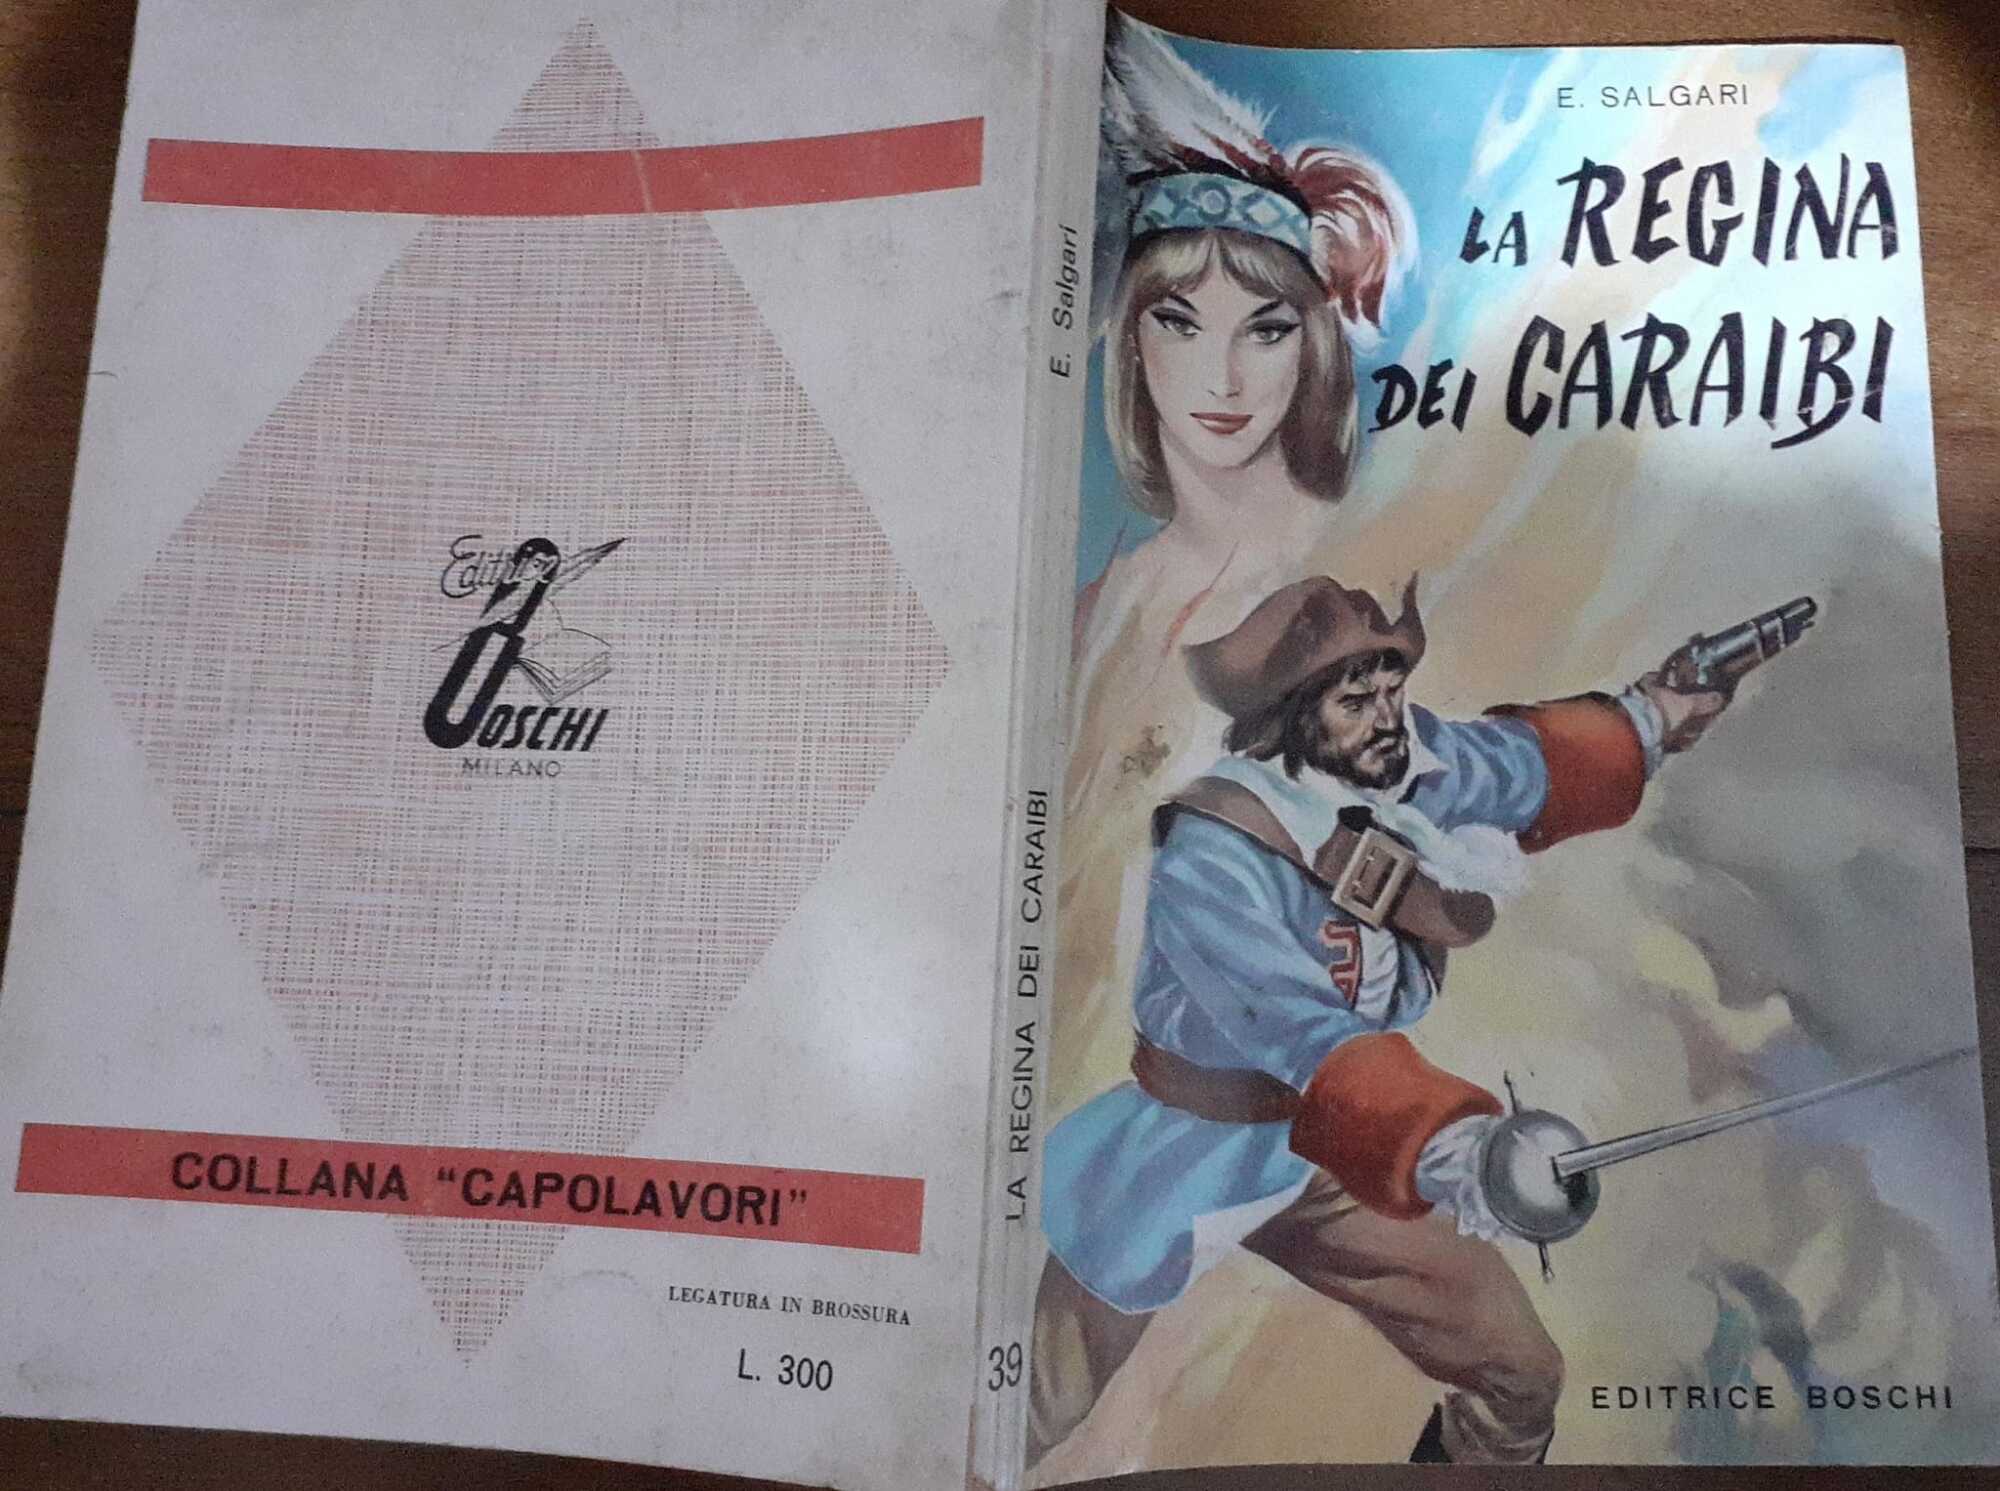 Editrice
BOSCHI
MILANO
COLLANA "CAPOLAVORI"
LEGATURA IN BROSSURA
L. 300
E. Salgari
LA REGINA DEI CARAIBI
39
E. SALGARI
LA REGINA
DEI CARAIBI
EDITRICE BOSCHI